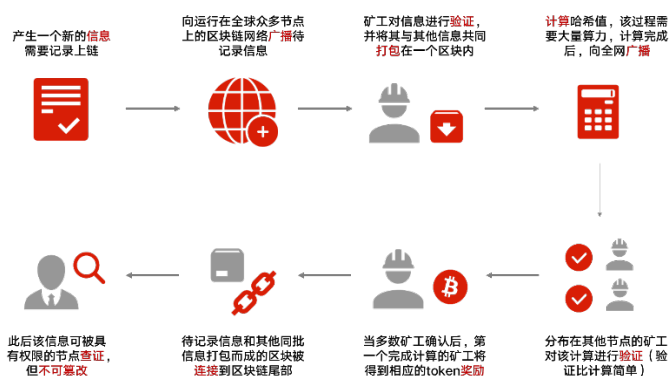 产生一个新的信息
需要记录上链
向运行在全球众多节点
上的区块链网络广播待
记录信息
矿工对信息进行验证，
并将其与其他信息共同
打包在一个区块内
计算哈希值，该过程需
要大量算力，计算完成
后，向全网广播
此后该信息可被具
有权限的节点查证，
但不可篡改
待记录信息和其他同批
信息打包而成的区块被
连接到区块链尾部
当多数矿工确认后，第
一个完成计算的矿工将
得到相应的token奖励
分布在其他节点的矿工
对该计算进行验证（验
证比计算简单）